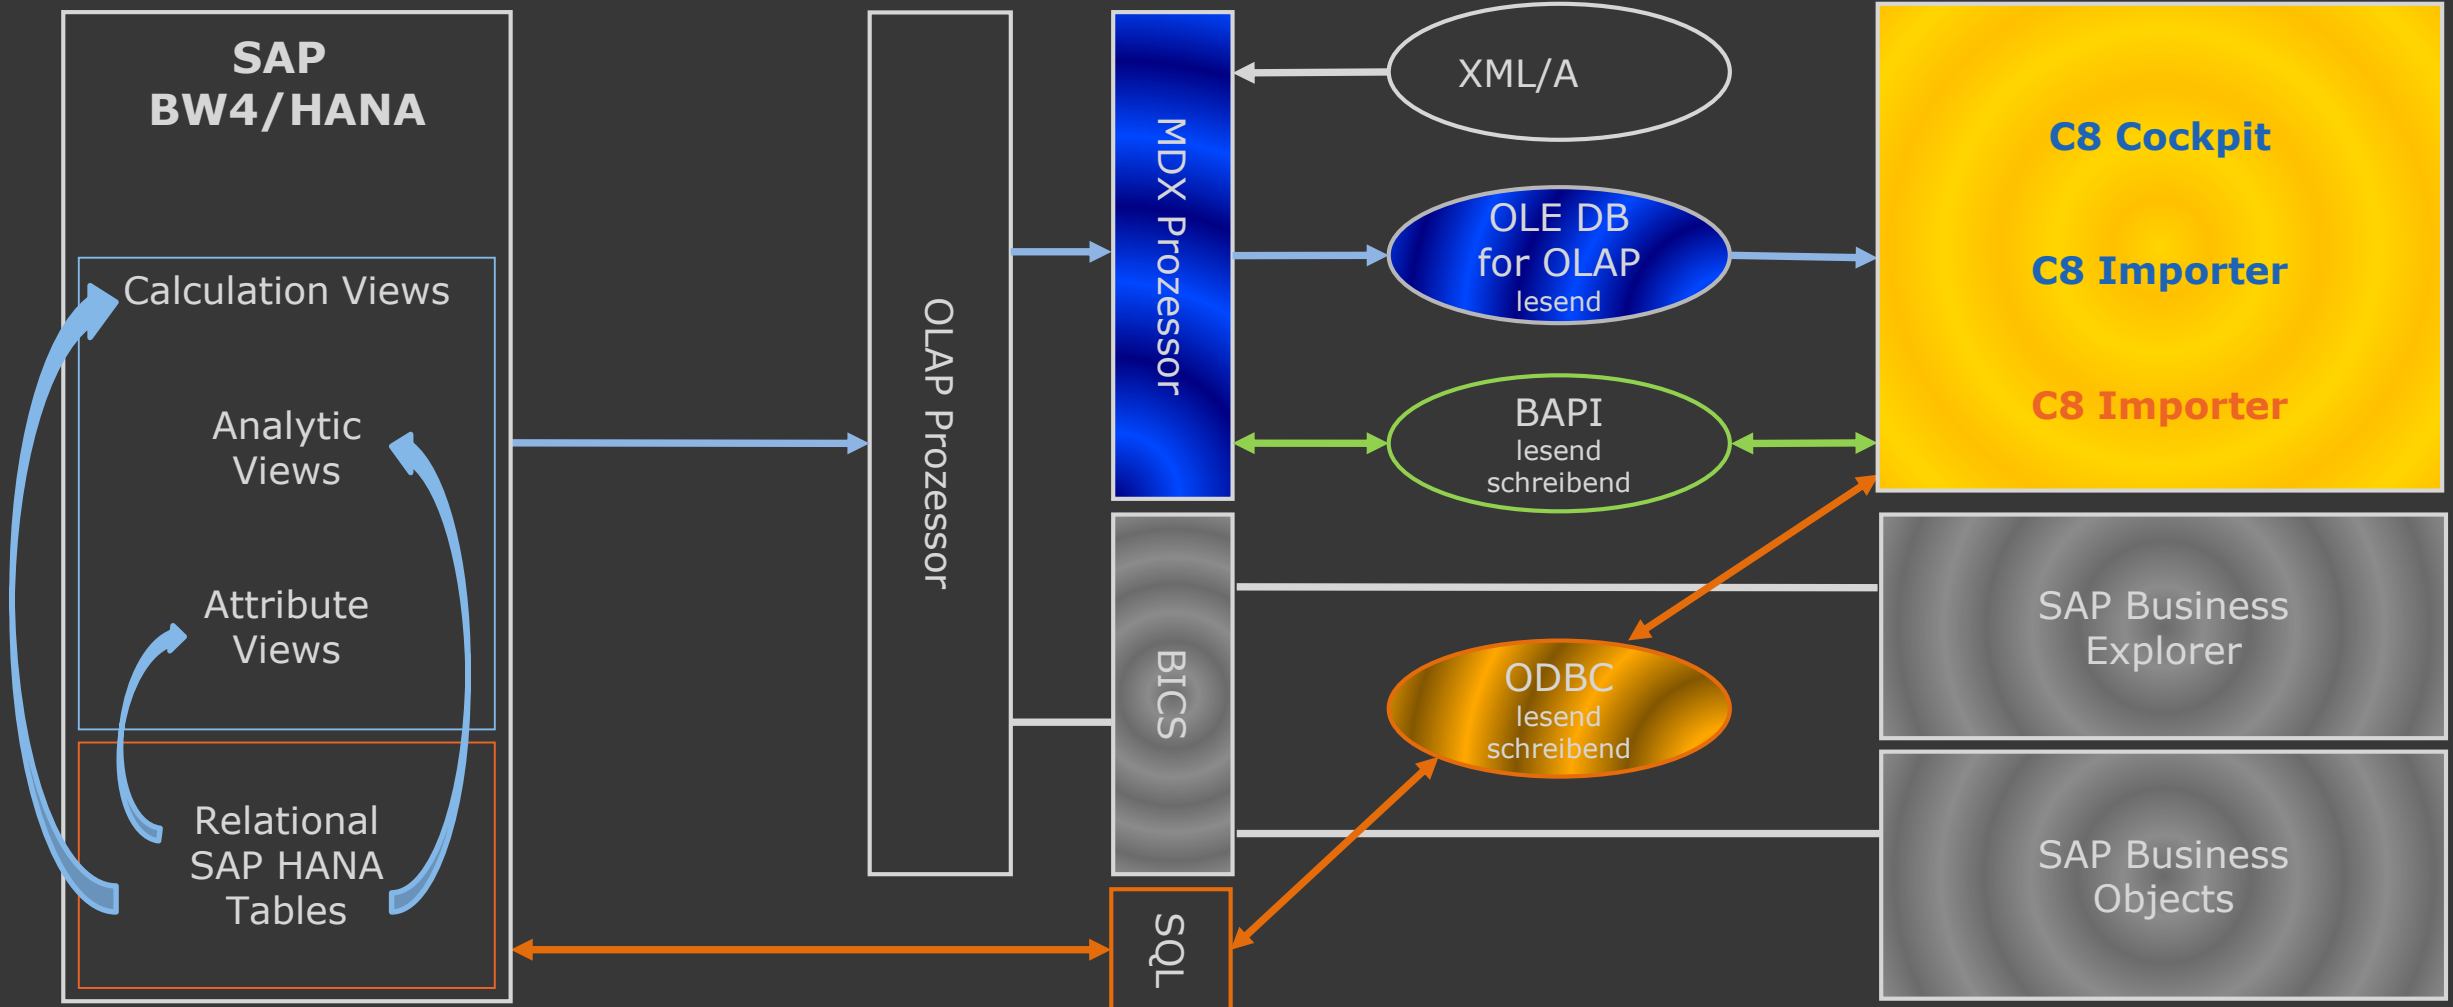 SAP
BW4/HANA
Calculation Views
Analytic
Views
Attribute
Views
Relational
SAP HANA
Tables
OLAP Prozessor
MDX Prozessor
BICS
SQL
XML/A
OLE DB
for OLAP
lesend
BAPI
lesend
schreibend
ODBC
lesend
schreibend
C8 Cockpit
C8 Importer
C8 Importer
SAP Business
Explorer
SAP Business
Objects